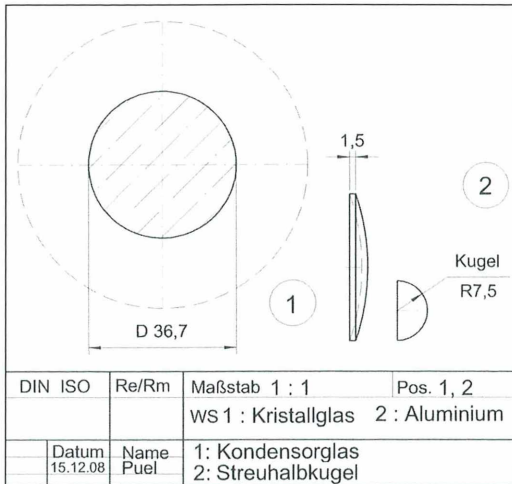 1,5
2
Kugel
R7,5
1
D 36,7
DIN ISO
Re/Rm
Maßstab 1 : 1
Pos. 1, 2
WS 1 : Kristallglas 2 : Aluminium
Datum
15.12.08
Name
Puel
1: Kondensorglas
2: Streuhalbkugel